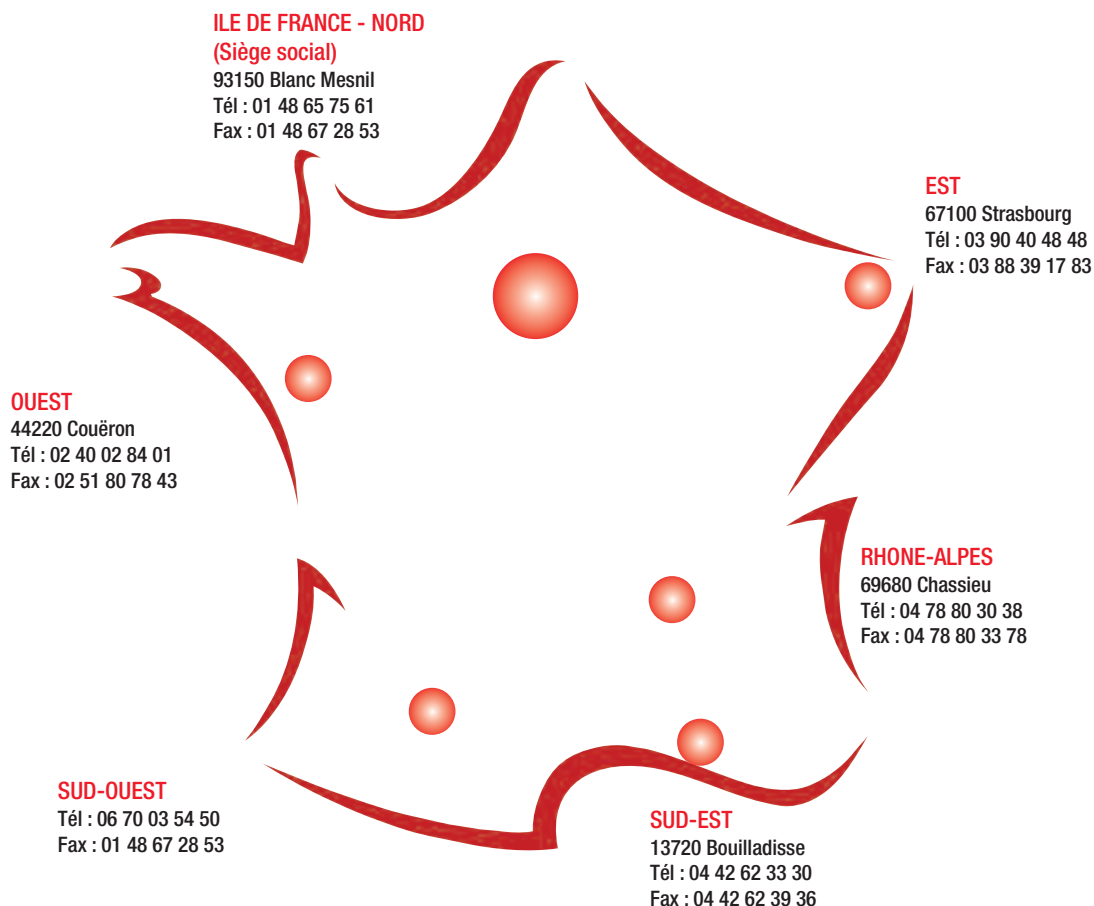 ILE DE FRANCE - NORD
(Siège social)
93150 Blanc Mesnil
Tél : 01 48 65 75 61
Fax : 01 48 67 28 53
EST
67100 Strasbourg
Tél : 03 90 40 48 48
Fax : 03 88 39 17 83
OUEST
44220 Couëron
Tél : 02 40 02 84 01
Fax : 02 51 80 78 43
RHONE-ALPES
69680 Chassieu
Tél : 04 78 80 30 38
Fax : 04 78 80 33 78
SUD-OUEST
Tél : 06 70 03 54 50
Fax : 01 48 67 28 53
SUD-EST
13720 Bouilladisse
Tél : 04 42 62 33 30
Fax : 04 42 62 39 36